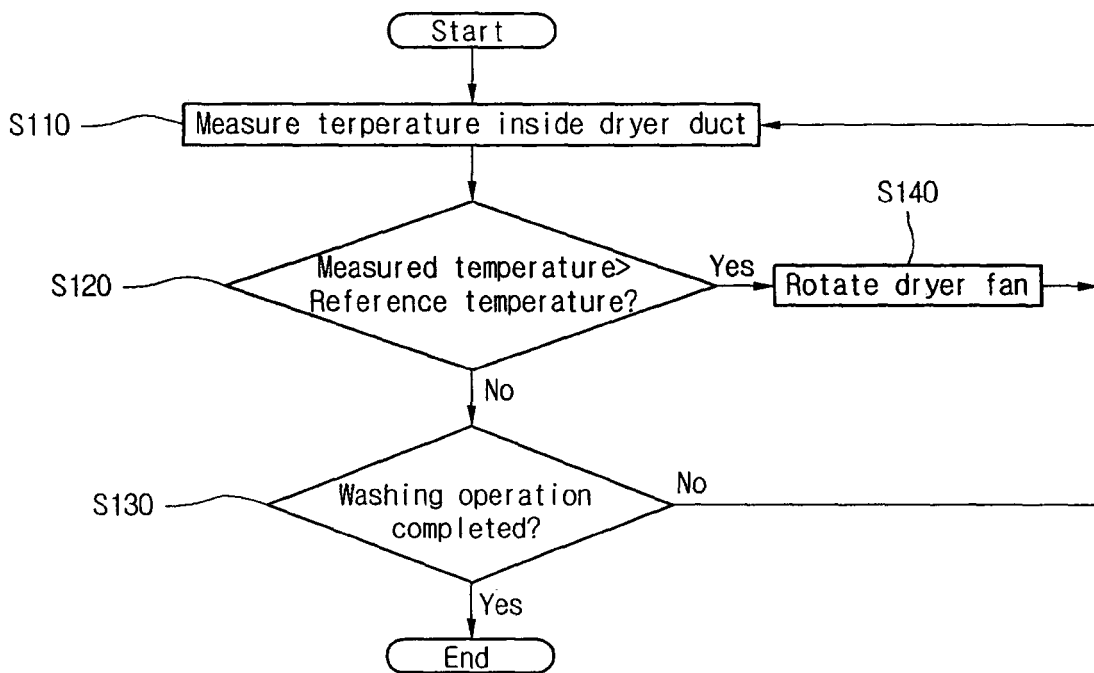 Start
S110
Measure terperature inside dryer duct
S140
S120
Measured temperature>
Reference temperature?
Yes
Rotate dryer fan
No
S130
Washing operation
completed?
No
Yes
End